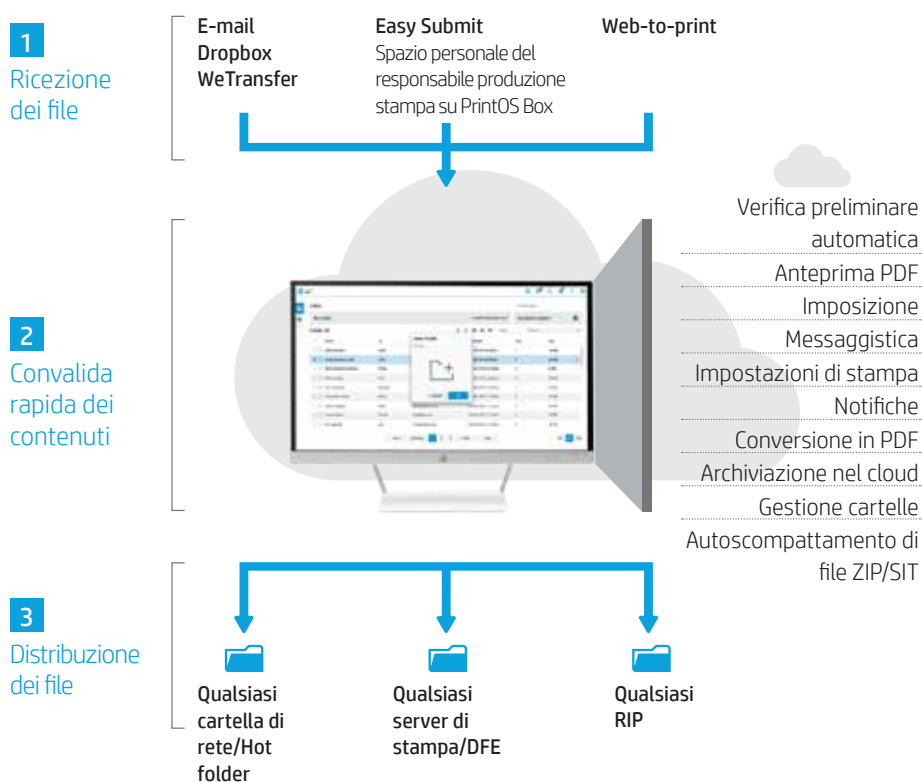 1
Ricezione
dei file
E-mail
Dropbox
WeTransfer
Easy Submit
Spazio personale del
responsabile produzione
stampa su PrintOS Box
Web-to-print
2
Convalida
rapida dei
contenuti
Verifica preliminare
automatica
Anteprima PDF
Imposizione
Messaggistica
Impostazioni di stampa
Notifiche
Conversione in PDF
Archiviazione nel cloud
Gestione cartelle
Autoscompattamento di
file ZIP/SIT
3
Distribuzione
dei file
Qualsiasi
cartella di
rete/Hot
folder
Qualsiasi
server di
stampa/DFE
Qualsiasi
RIP